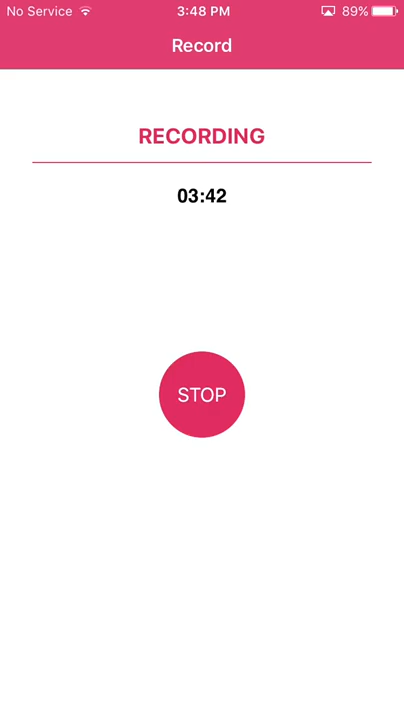 No Service 3:48 PM 89%
Record
RECORDING
03:42
STOP